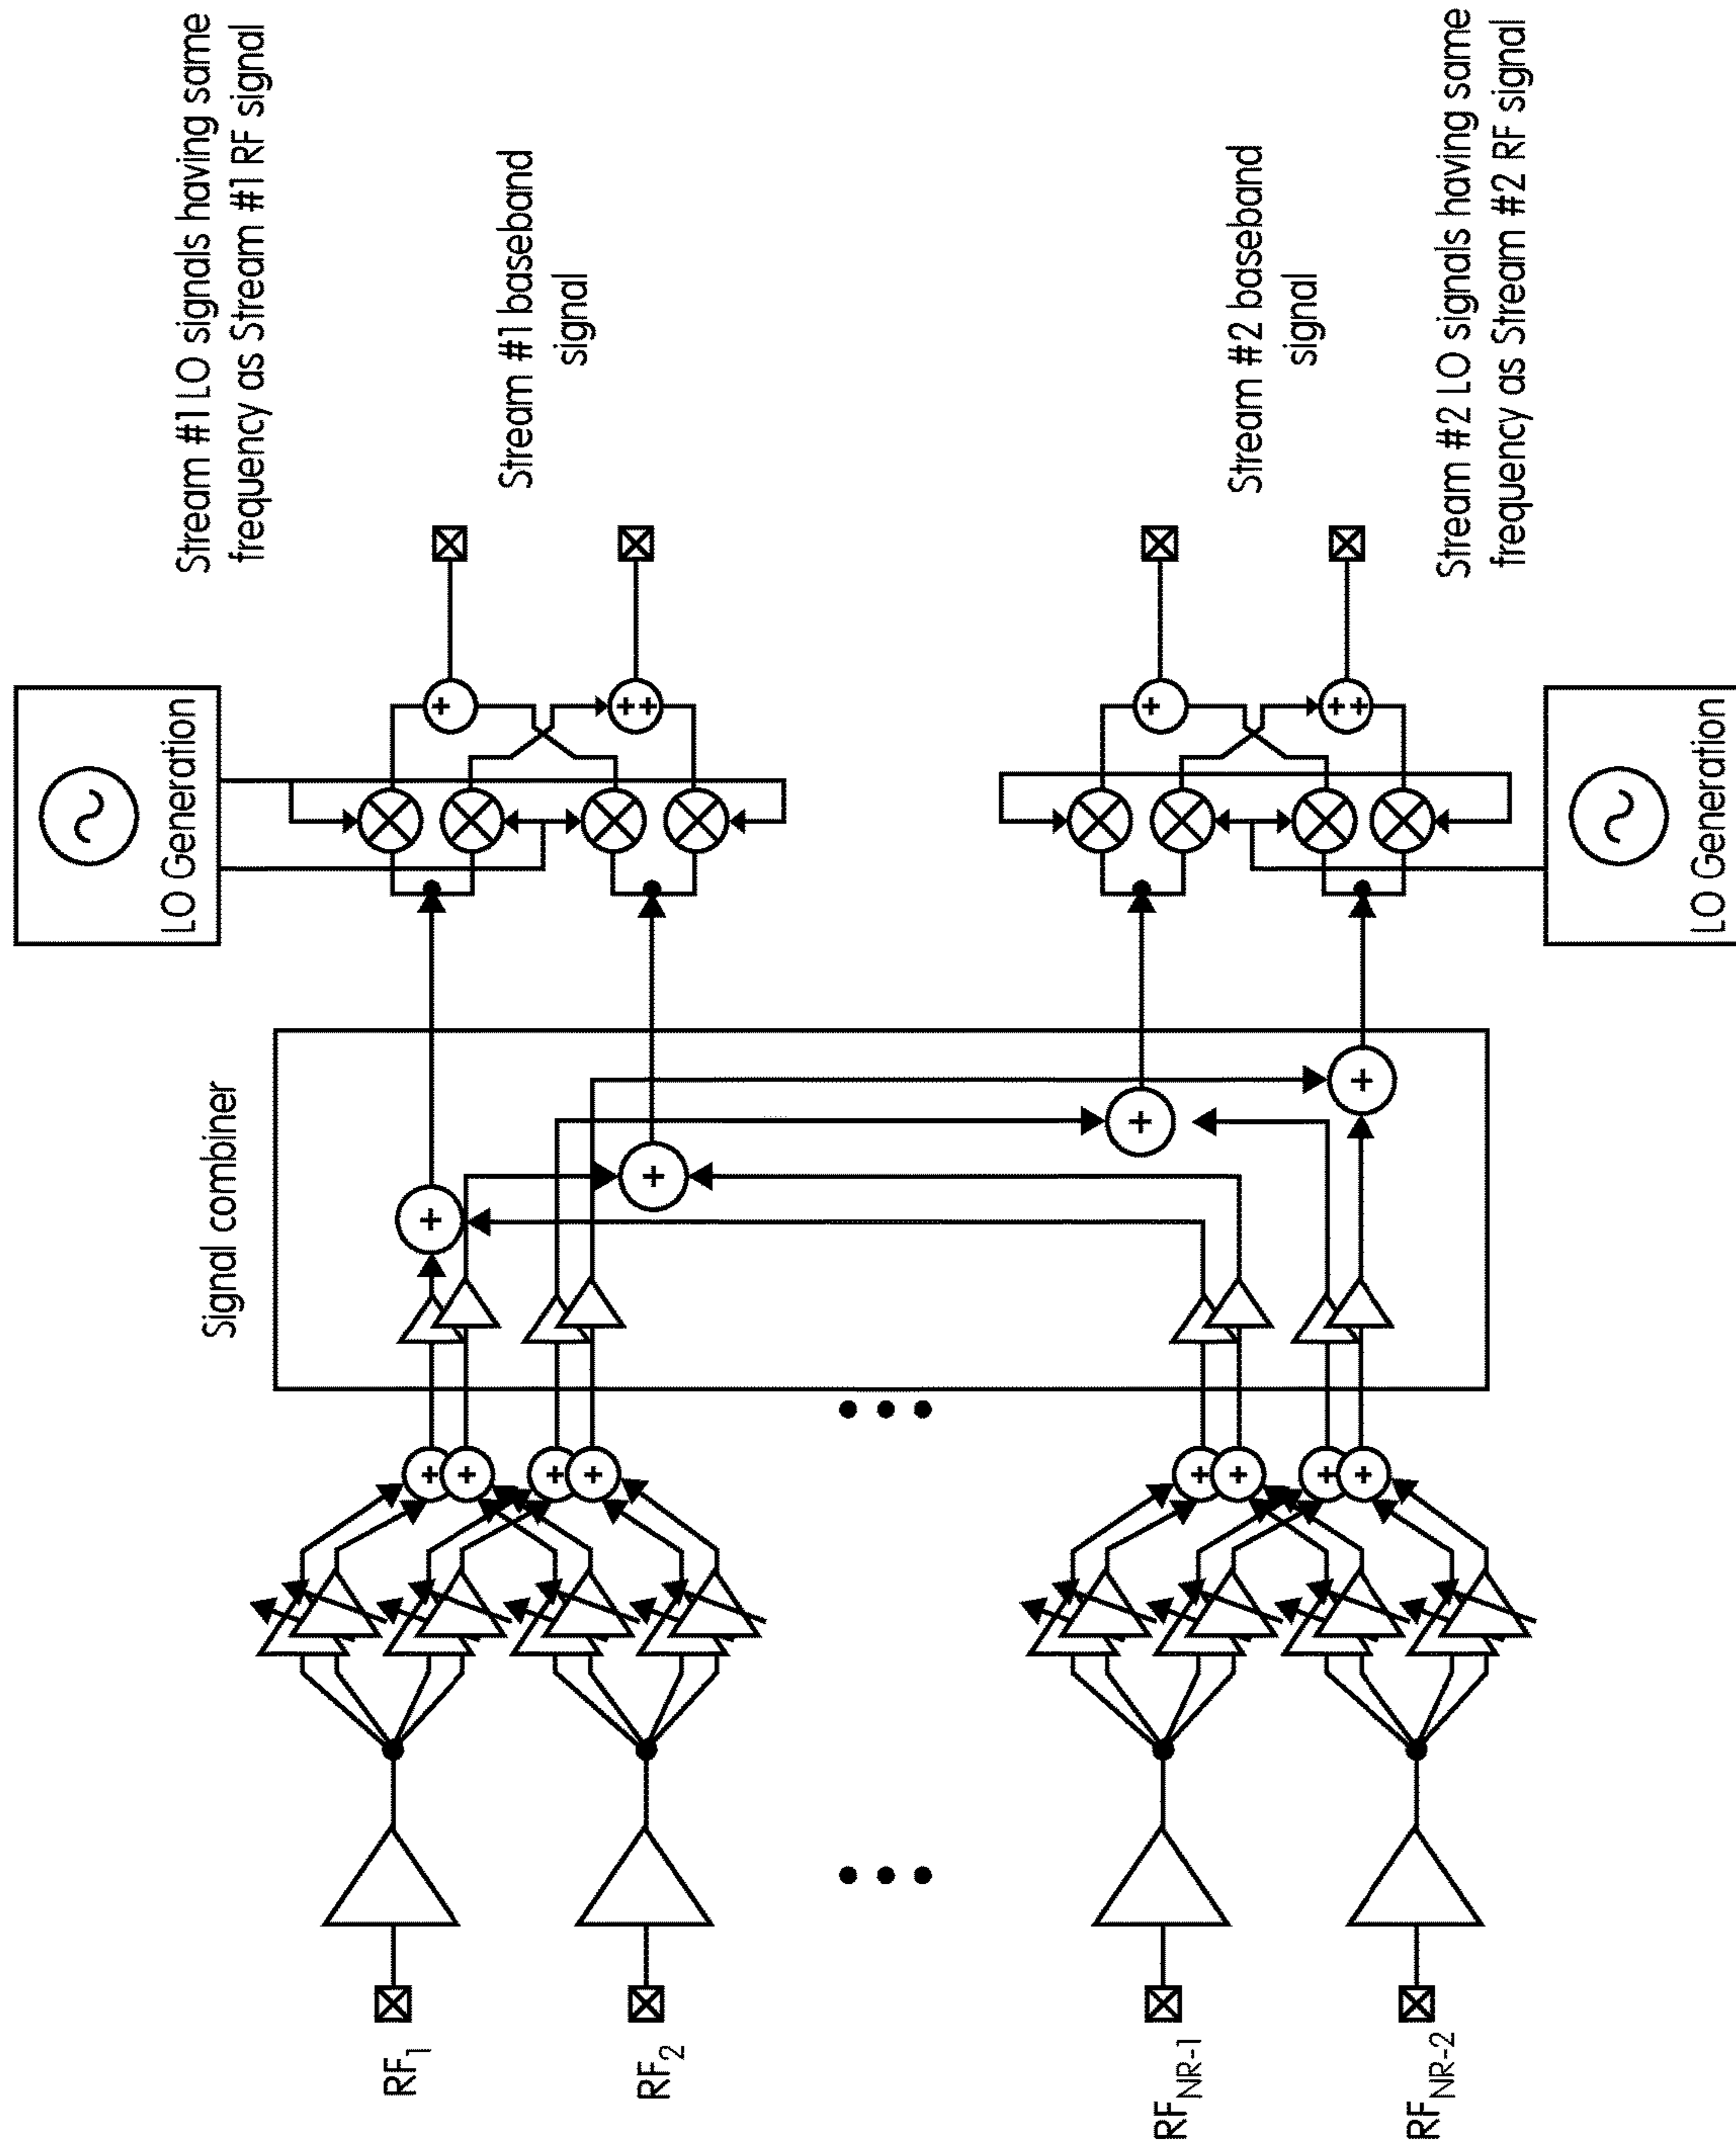 Stream #1 LO signals having same
frequency as Stream #1 RF signal
LO Generation
Stream #1 baseband
signal
Signal combiner
RF1
RF2
RFNR-1
RFNR-2
+
+
+
+
+
+
+
+
+
+
+
+
+
+ +
+
+ +
Stream #2 baseband
signal
Stream #2 LO signals having same
frequency as Stream #2 RF signal
LO Generation